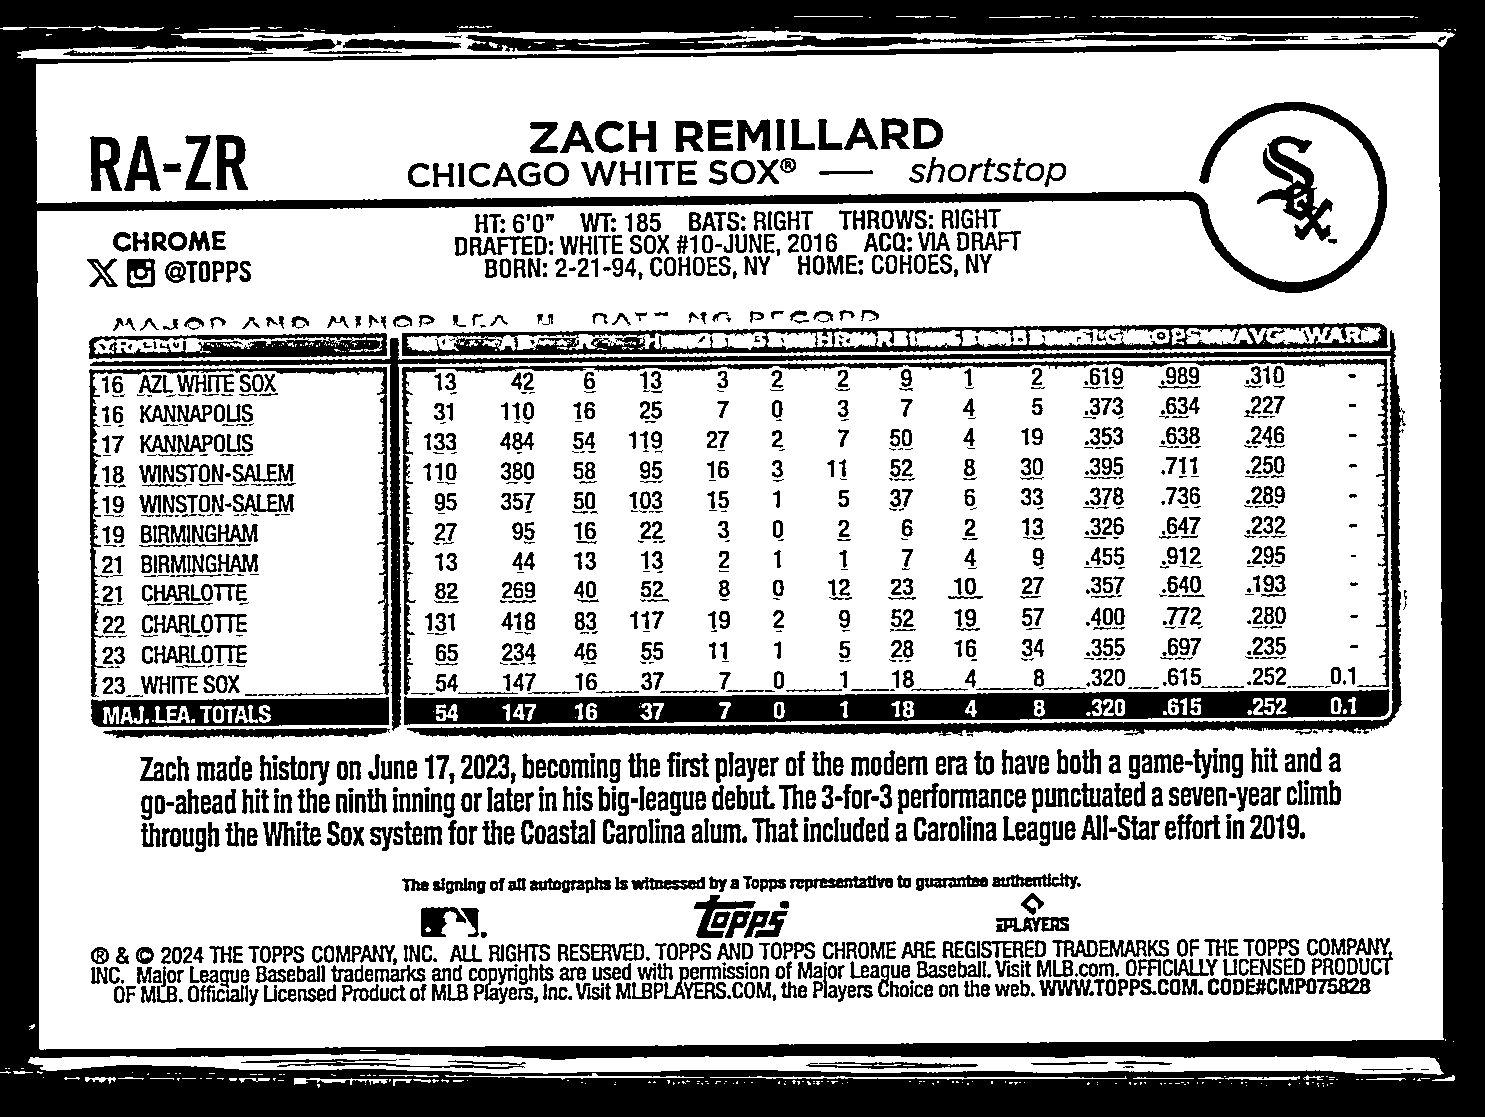 RA-ZR
ZACH REMILLARD
CHICAGO WHITE SOX® — shortstop
HT: 6'0" WT: 185 BATS: RIGHT THROWS: RIGHT
DRAFTED: WHITE SOX #10-JUNE, 2016 ACQ: VIA DRAFT
BORN: 2-21-94, COHOES, NY HOME: COHOES, NY
CHROME
X @TOPPS
MAJOR AND MINOR LEA BATTING RECORD
H HR SLG OPS AVG WAR
16 AZL WHITE SOX 13 42 6 13 3 2 2 9 1 2 .619 .989 .310 -
16 KANNAPOLIS 31 110 16 25 7 0 3 7 4 5 .373 .634 .227 -
17 KANNAPOLIS 133 484 54 119 27 2 7 50 4 19 .353 .638 .246 -
18 WINSTON-SALEM 110 380 58 95 16 3 11 52 8 30 .395 .711 .250 -
19 WINSTON-SALEM 95 357 50 103 15 1 5 37 6 33 .378 .736 .289 -
19 BIRMINGHAM 27 95 16 22 3 0 2 6 2 13 .326 .647 .232 -
21 BIRMINGHAM 13 44 13 13 2 1 1 7 4 9 .455 .912 .295 -
21 CHARLOTTE 82 269 40 52 8 0 12 23 10 27 .357 .640 .193 -
22 CHARLOTTE 131 418 83 117 19 2 9 52 19 57 .400 .772 .280 -
23 CHARLOTTE 65 234 46 55 11 1 5 28 16 34 .355 .697 .235 -
23 WHITE SOX 54 147 16 37 7 0 1 18 4 8 .320 .615 .252 0.1
MAJ. LEA. TOTALS 54 147 16 37 7 0 1 18 4 8 .320 .615 .252 0.1
Zach made history on June 17, 2023, becoming the first player of the modern era to have both a game-tying hit and a
go-ahead hit in the ninth inning or later in his big-league debut. The 3-for-3 performance punctuated a seven-year climb
through the White Sox system for the Coastal Carolina alum. That included a Carolina League All-Star effort in 2019.
The signing of all autographs is witnessed by a Topps representative to guarantee authenticity.
Topps
PLAYERS
® & © 2024 THE TOPPS COMPANY, INC. ALL RIGHTS RESERVED. TOPPS AND TOPPS CHROME ARE REGISTERED TRADEMARKS OF THE TOPPS COMPANY,
INC. Major League Baseball trademarks and copyrights are used with permission of Major League Baseball. Visit MLB.com. OFFICIALLY LICENSED PRODUCT
OF MLB. Officially Licensed Product of MLB Players, Inc. Visit MLBPLAYERS.COM, the Players Choice on the web. WWW.TOPPS.COM. CODE#CMP075828